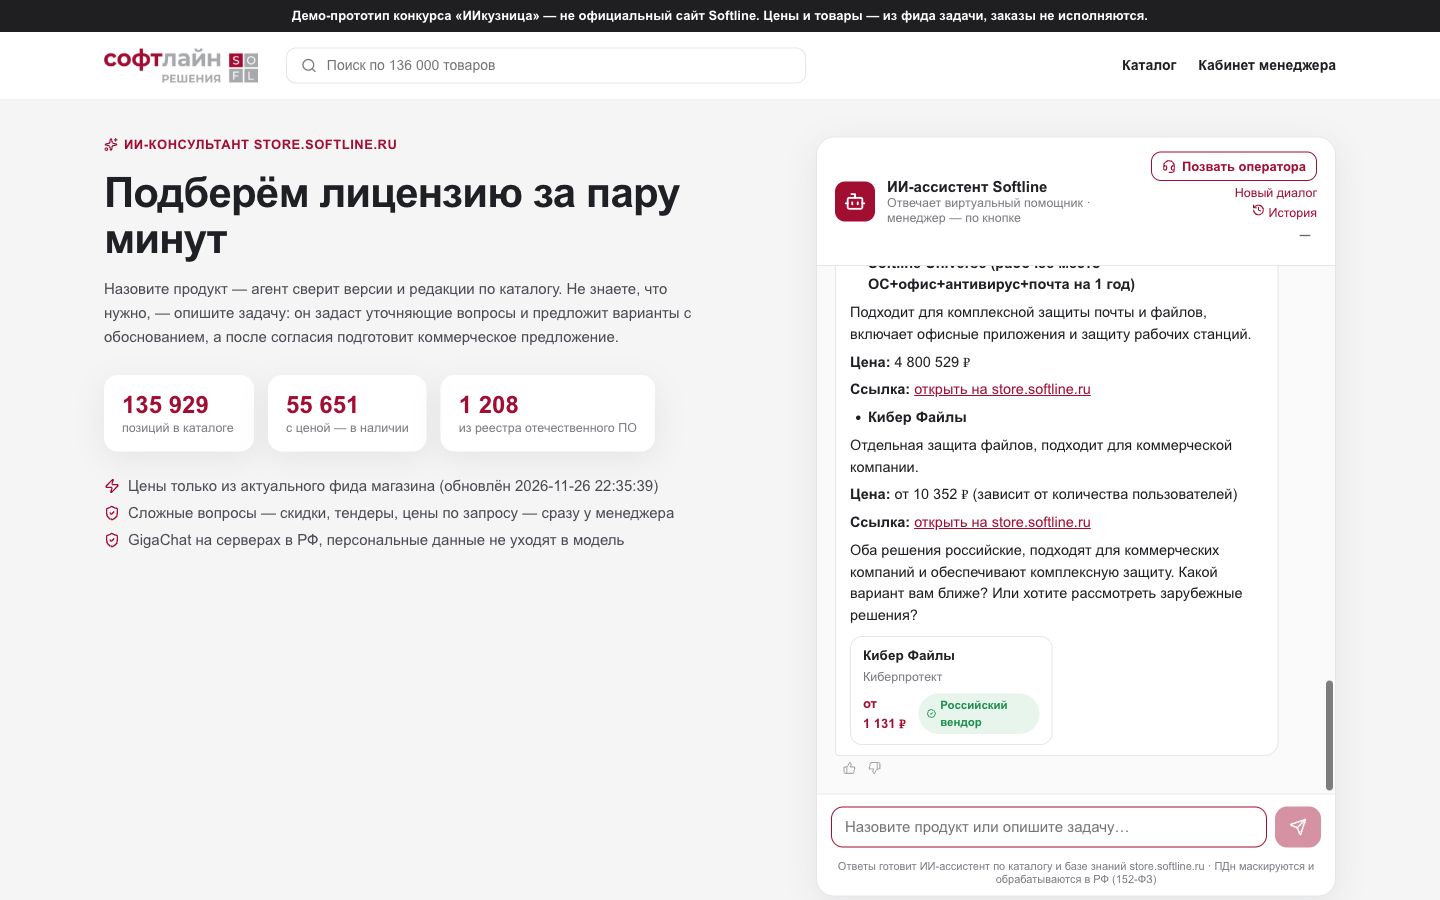 Демо-прототип конкурса «ИИкузница» — не официальный сайт Softline. Цены и товары — из фида задачи, заказы не исполняются.
софтлайн
РЕШЕНИЯ
SO
FL
Поиск по 136 000 товаров
Каталог
Кабинет менеджера
ИИ-КОНСУЛЬТАНТ STORE.SOFTLINE.RU
Подберём лицензию за пару
минут
Назовите продукт — агент сверит версии и редакции по каталогу. Не знаете, что
нужно, — опишите задачу: он задаст уточняющие вопросы и предложит варианты с
обоснованием, а после согласия подготовит коммерческое предложение.
135 929
позиций в каталоге
55 651
с ценой — в наличии
1 208
из реестра отечественного ПО
Цены только из актуального фида магазина (обновлён 2026-11-26 22:35:39)
Сложные вопросы — скидки, тендеры, цены по запросу — сразу у менеджера
GigaChat на серверах в РФ, персональные данные не уходят в модель
ИИ-ассистент Softline
Отвечает виртуальный помощник ·
менеджер — по кнопке
Позвать оператора
Новый диалог
История
—
Softline Universe (рабочее место
ОС+офис+антивирус+почта на 1 год)
Подходит для комплексной защиты почты и файлов,
включает офисные приложения и защиту рабочих станций.
Цена: 4 800 529 ₽
Ссылка: открыть на store.softline.ru
• Кибер Файлы
Отдельная защита файлов, подходит для коммерческой
компании.
Цена: от 10 352 ₽ (зависит от количества пользователей)
Ссылка: открыть на store.softline.ru
Оба решения российские, подходят для коммерческих
компаний и обеспечивают комплексную защиту. Какой
вариант вам ближе? Или хотите рассмотреть зарубежные
решения?
Кибер Файлы
Киберпротект
от
1 131 ₽
Российский
вендор
Назовите продукт или опишите задачу…
Ответы готовит ИИ-ассистент по каталогу и базе знаний store.softline.ru · ПДн маскируются и
обрабатываются в РФ (152-ФЗ)